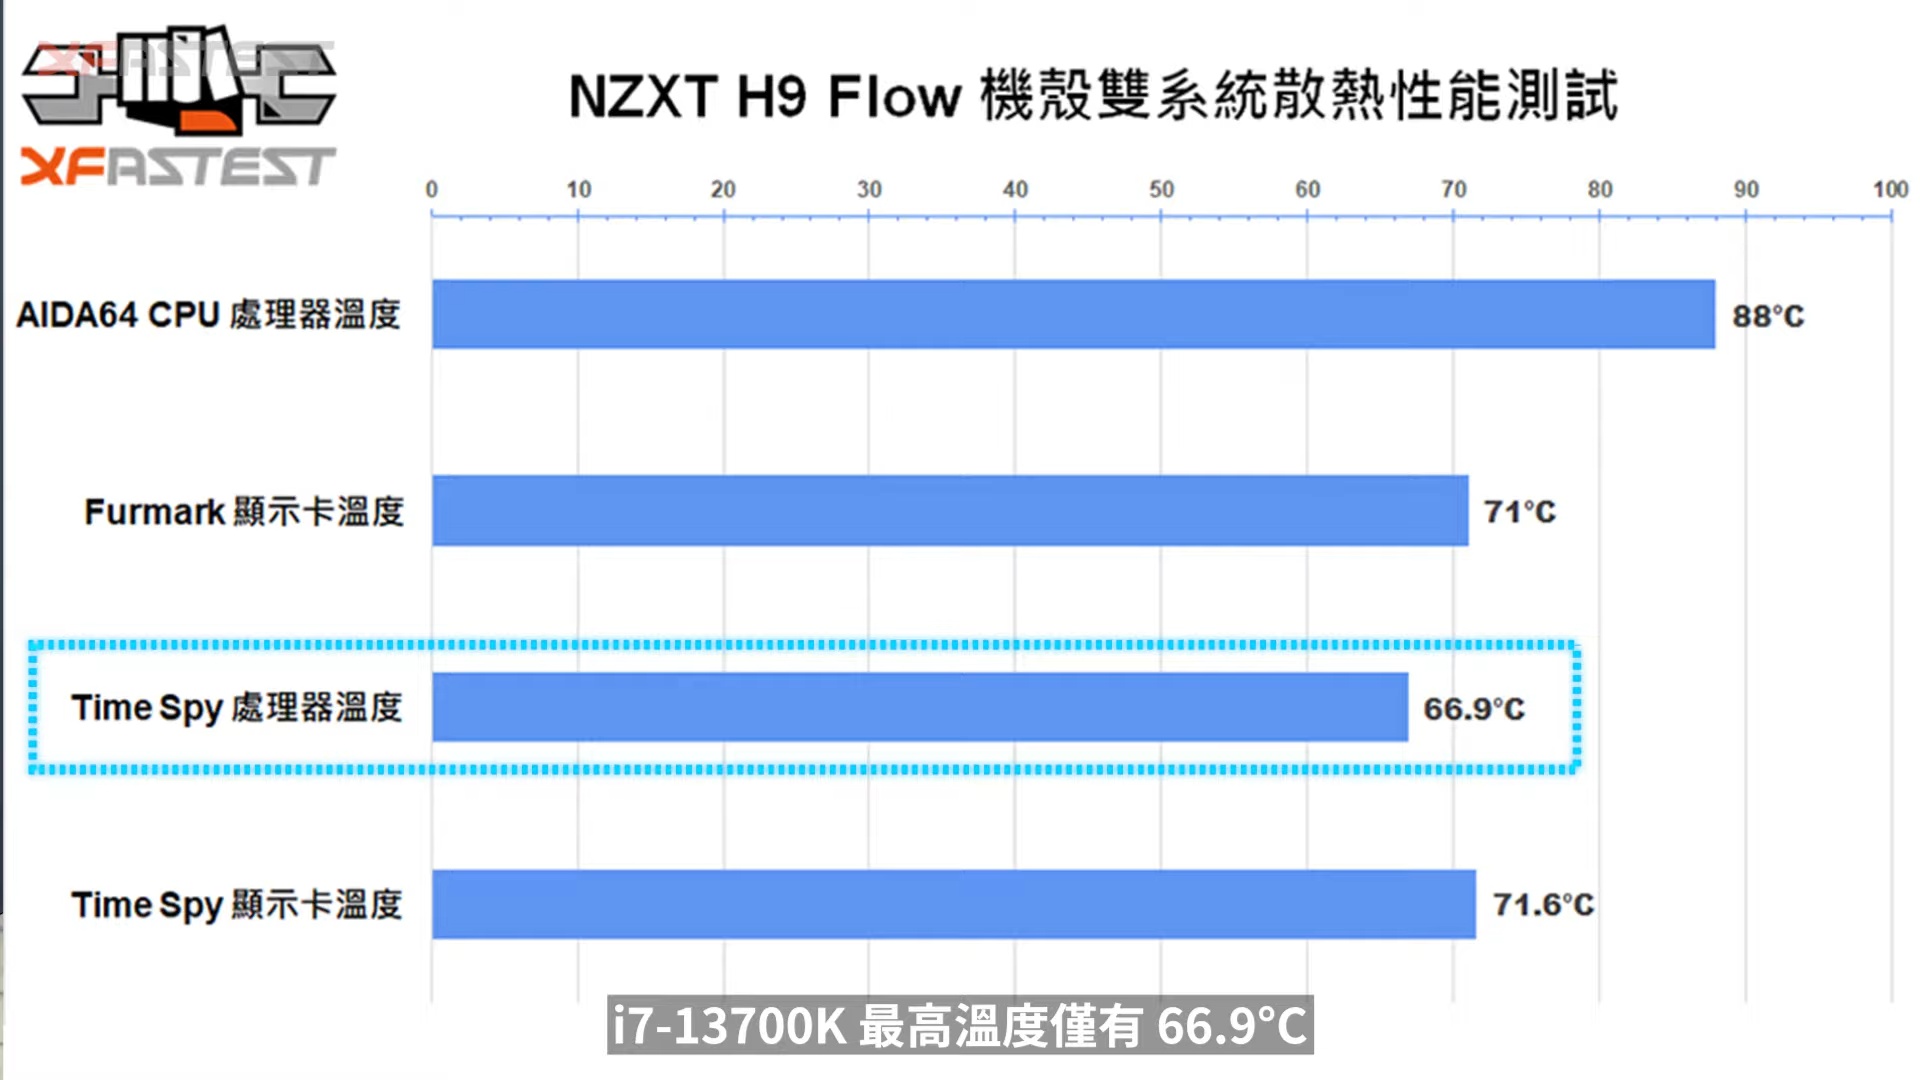 XFASTEST
XFASTEST
NZXT H9 Flow 機殼雙系統散熱性能測試
0 10 20 30 40 50 60 70 80 90 100
AIDA64 CPU 處理器溫度 88°C
Furmark 顯示卡溫度 71°C
Time Spy 處理器溫度 66.9°C
Time Spy 顯示卡溫度 71.6°C
i7-13700K 最高溫度僅有 66.9°C